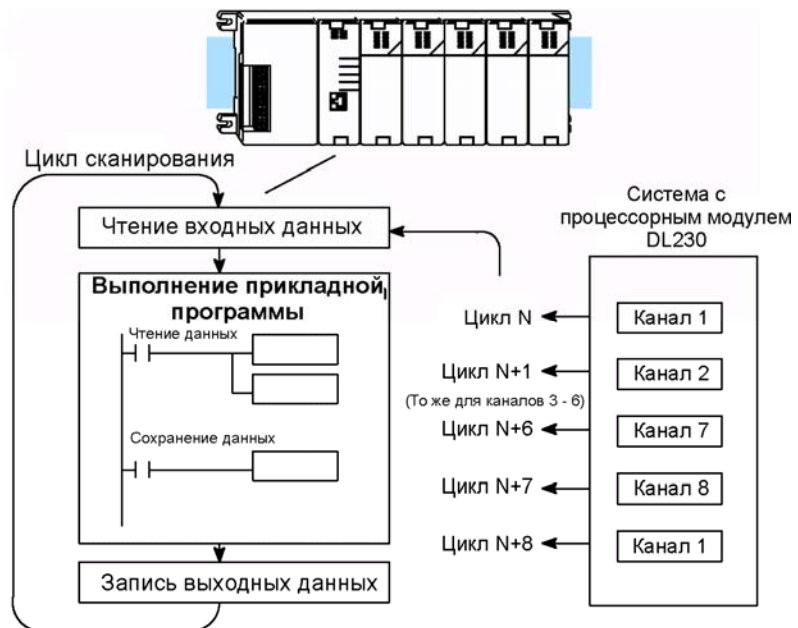 Цикл сканирования
Чтение входных данных
Выполнение прикладной
программы
Чтение данных
Сохранение данных
Запись выходных данных
Система с
процессорным модулем
DL230
Цикл N
Канал 1
Цикл N+1
Канал 2
(То же для каналов 3 - 6)
Цикл N+6
Канал 7
Цикл N+7
Канал 8
Цикл N+8
Канал 1